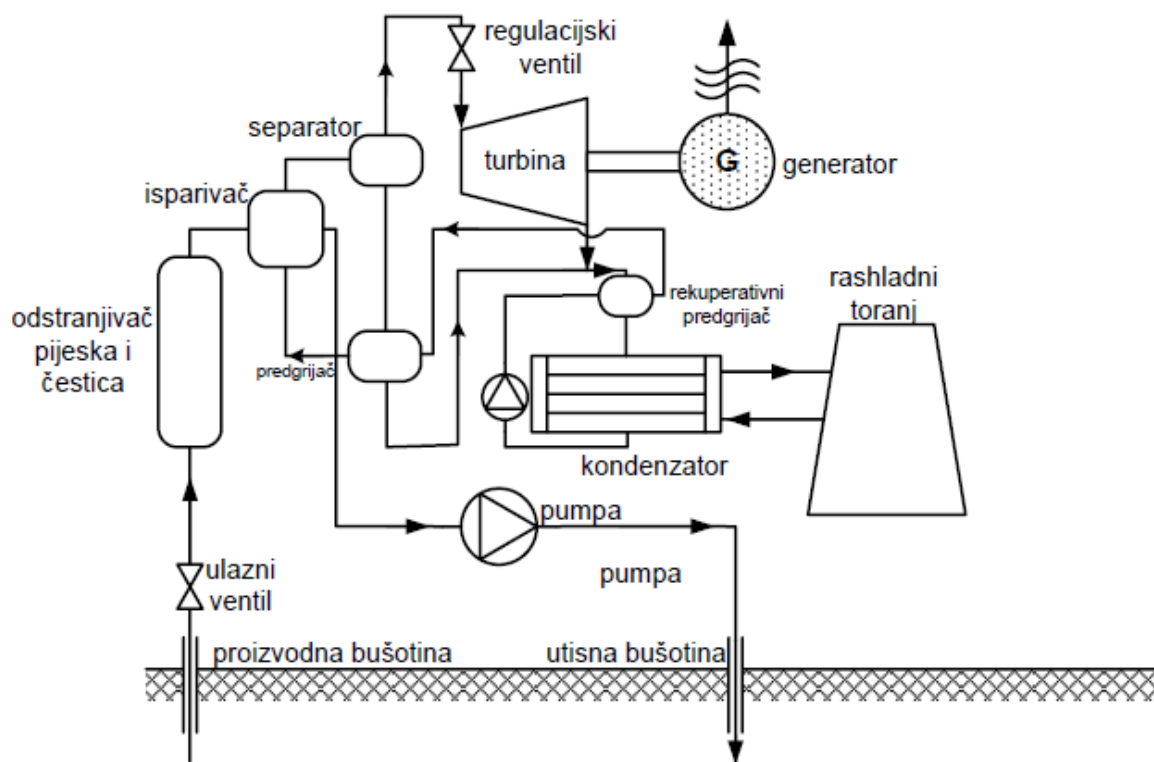 regulacijski
ventil
separator
turbina
G
generator
isparivač
rekuperativni
predgrijač
rashladni
toranj
odstranjivač
pijeska i
čestica
predgrijač
kondenzator
pumpa
pumpa
ulazni
ventil
proizvodna bušotina
utisna bušotina